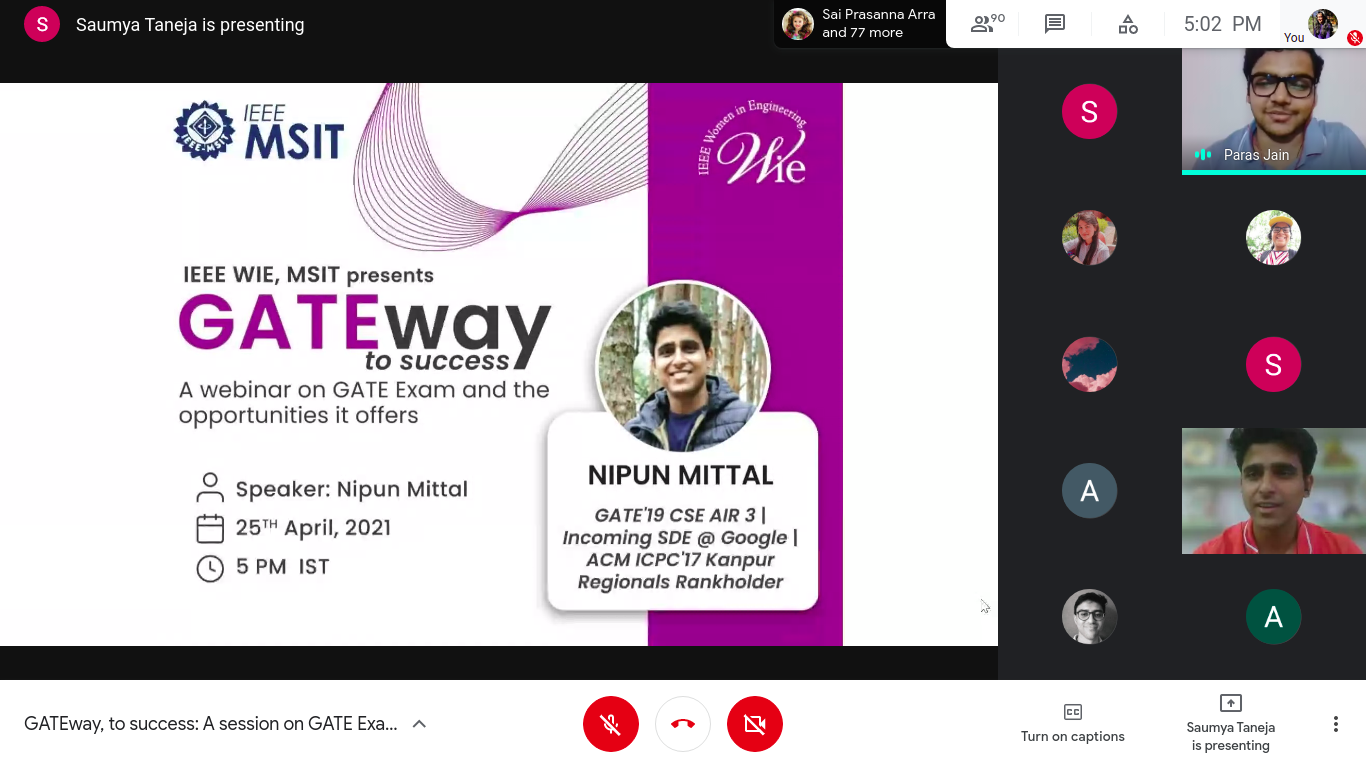 S
Saumya Taneja is presenting
Sai Prasanna Arra
and 77 more
90
5:02 PM
You
IEEE
MSIT
IEEE-MSIT
IEEE Women in Engineering
Wie
IEEE WIE, MSIT presents
GATEway
to success
A webinar on GATE Exam and the
opportunities it offers
Speaker: Nipun Mittal
25TH April, 2021
5 PM IST
NIPUN MITTAL
GATE'19 CSE AIR 3 |
Incoming SDE @ Google |
ACM ICPC'17 Kanpur
Regionals Rankholder
S
Paras Jain
S
A
A
GATEway, to success: A session on GATE Exa...
CC
Turn on captions
Saumya Taneja
is presenting